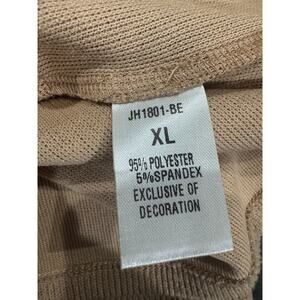 JH1801-BE
XL
95% POLYESTER
5%SPANDEX
EXCLUSIVE OF
DECORATION